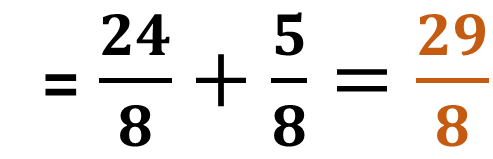 = 24/8 + 5/8 = 29/8